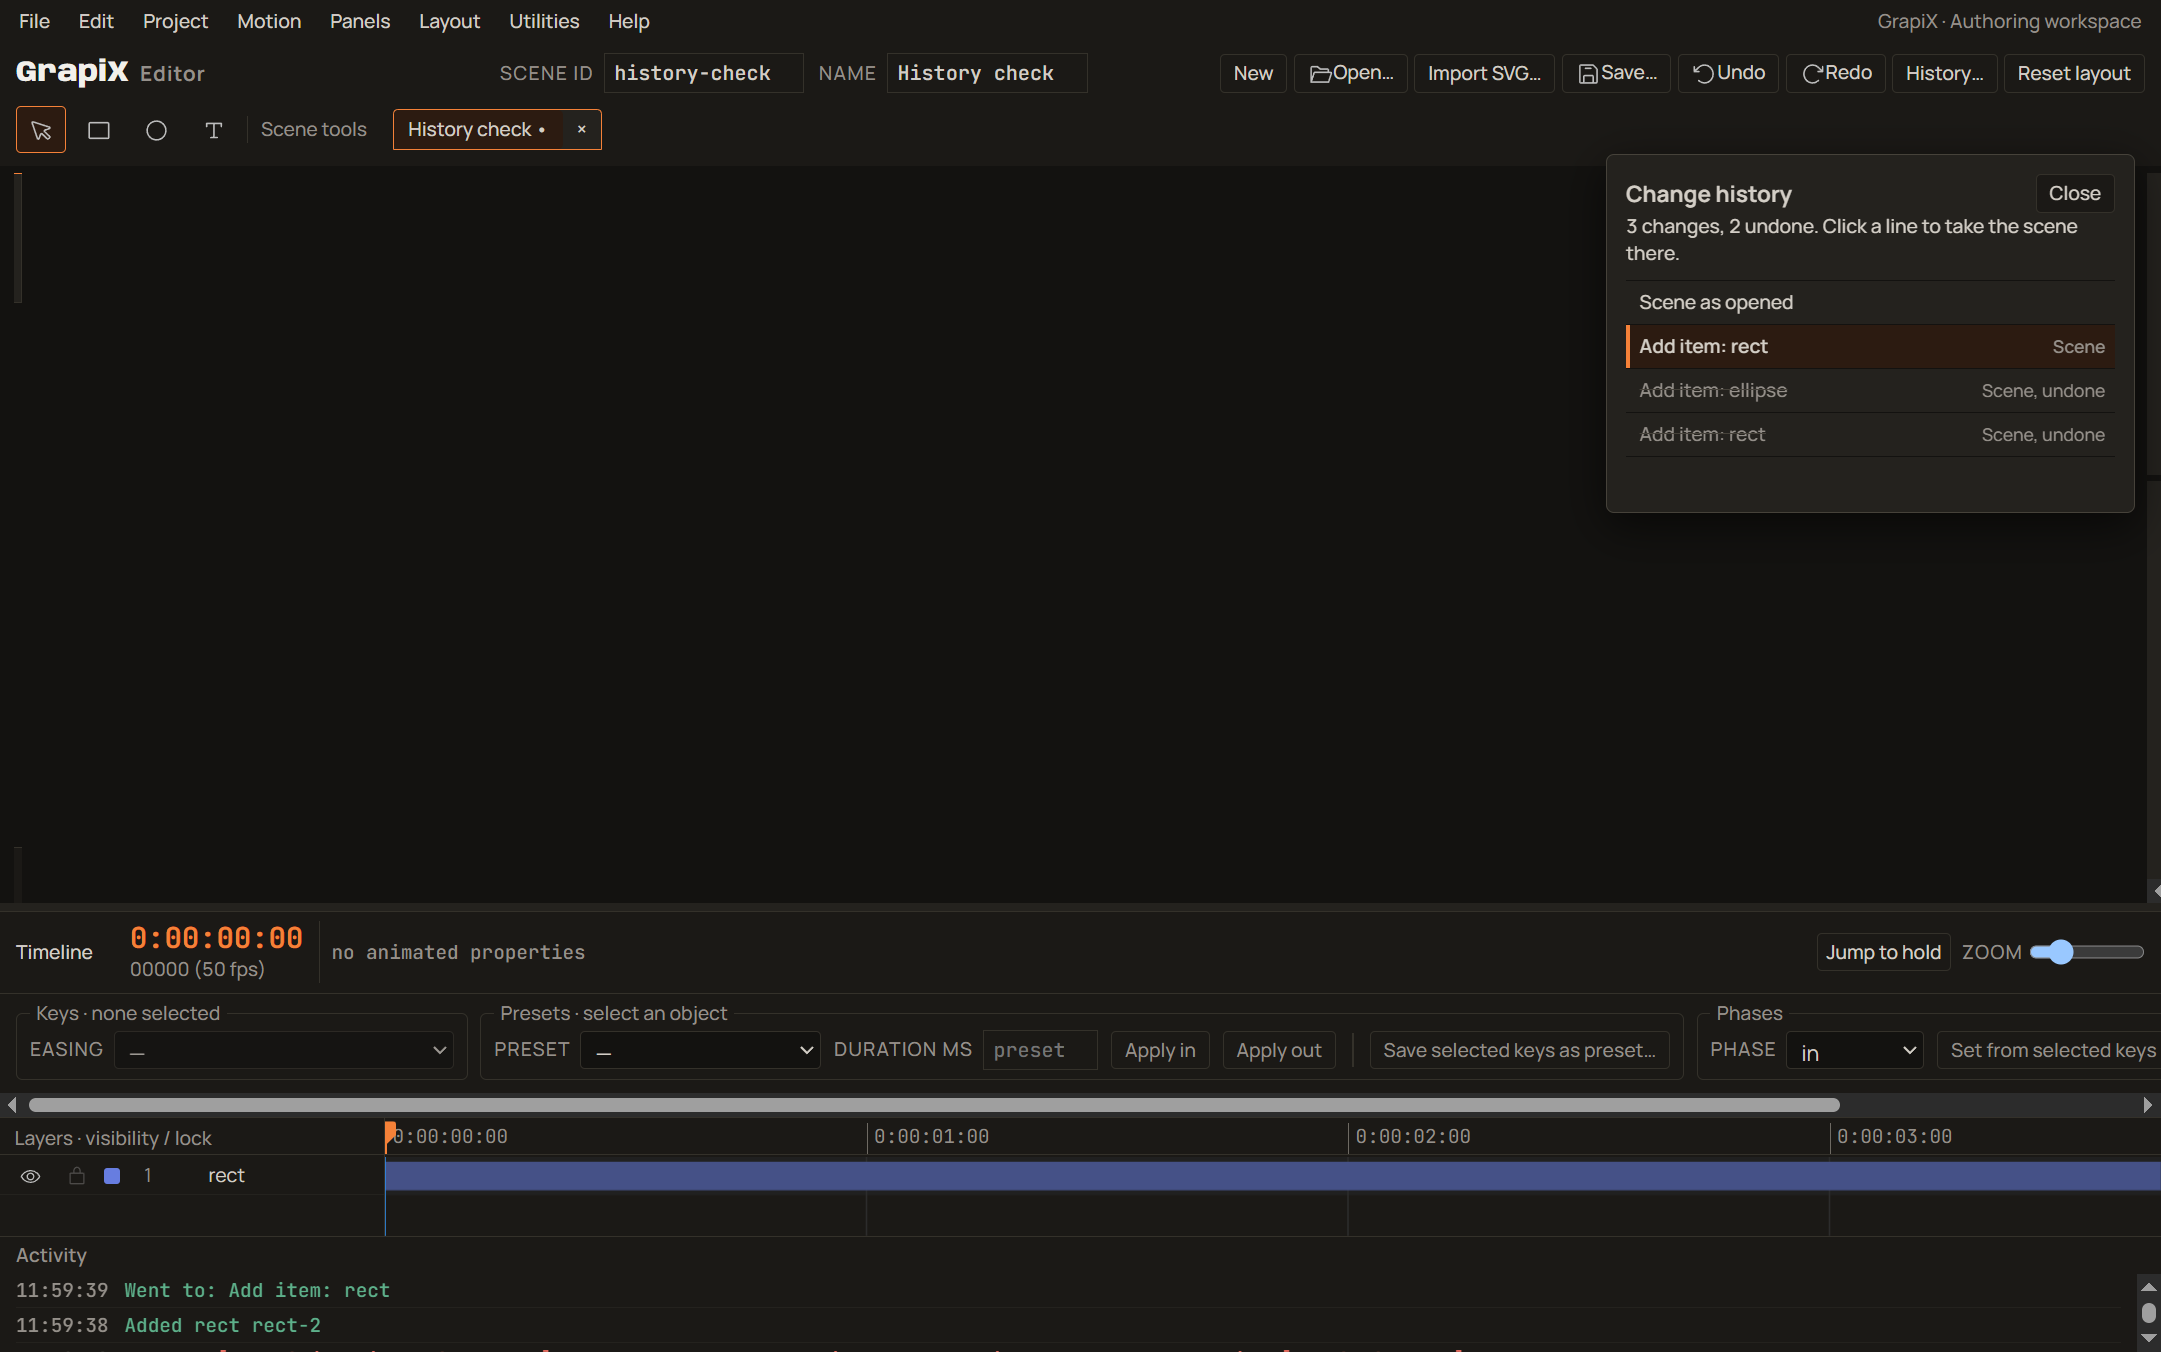 File Edit Project Motion Panels Layout Utilities Help GrapiX · Authoring workspace
GrapiX Editor SCENE ID history-check NAME History check New Open... Import SVG... Save... Undo Redo History... Reset layout
Scene tools History check • ×
Change history Close
3 changes, 2 undone. Click a line to take the scene
there.
Scene as opened
Add item: rect Scene
Add item: ellipse Scene, undone
Add item: rect Scene, undone
Timeline 0:00:00:00 no animated properties Jump to hold ZOOM
00000 (50 fps)
Keys · none selected Presets · select an object Phases
EASING — PRESET — DURATION MS preset Apply in Apply out Save selected keys as preset... PHASE in Set from selected keys
Layers · visibility / lock 0:00:00:00 0:00:01:00 0:00:02:00 0:00:03:00
1 rect
Activity
11:59:39 Went to: Add item: rect
11:59:38 Added rect rect-2